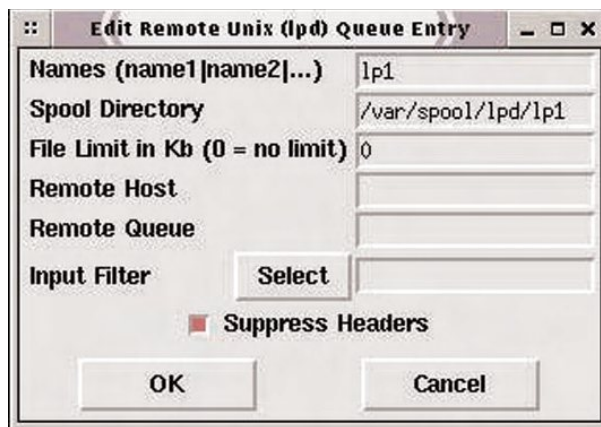 Edit Remote Unix (lpd) Queue Entry
Names (name1|name2|...) lp1
Spool Directory /var/spool/lpd/lp1
File Limit in Kb (0 = no limit) 0
Remote Host
Remote Queue
Input Filter Select
Suppress Headers
OK Cancel